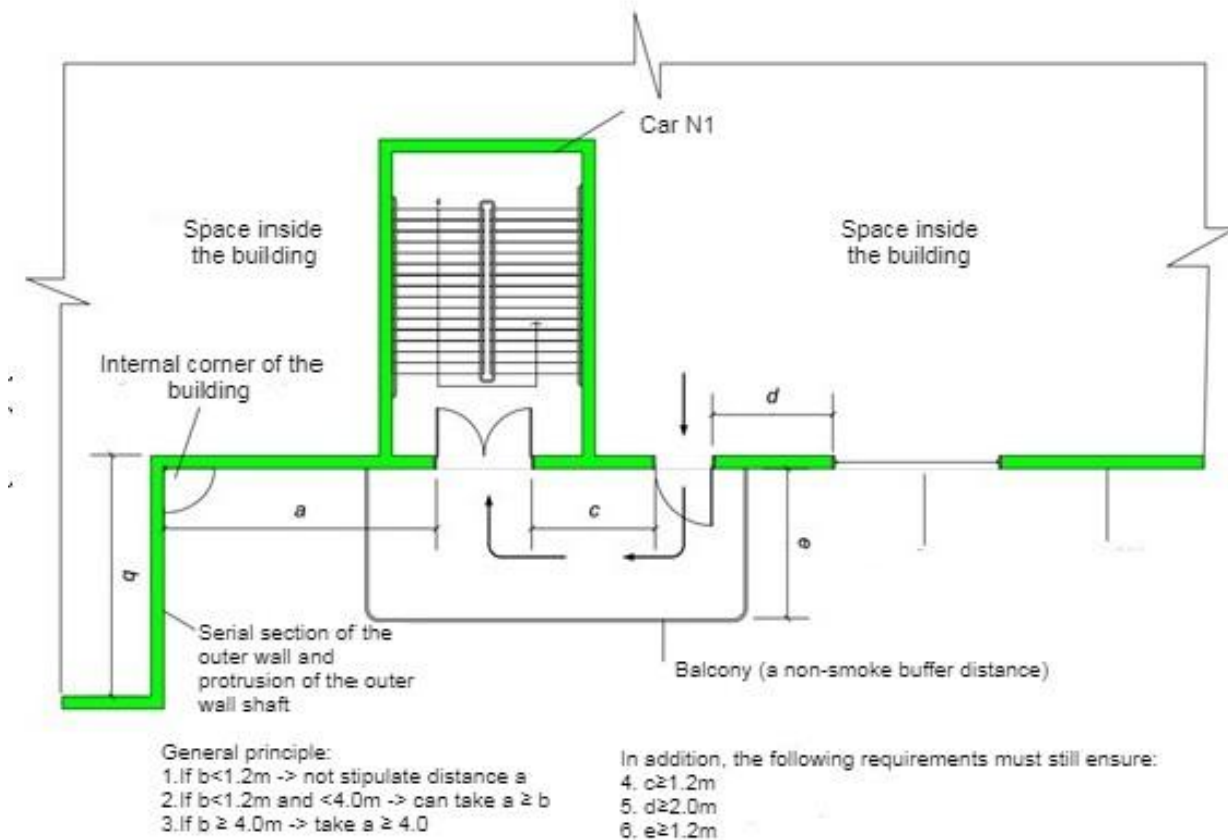 Car N1
Space inside
the building
Space inside
the building
Internal corner of the
building
d
a
c
b
e
Serial section of the
outer wall and
protrusion of the outer
wall shaft
Balcony (a non-smoke buffer distance)
General principle:
1.If b<1.2m -> not stipulate distance a
2.If b<1.2m and <4.0m -> can take a ≥ b
3.If b ≥ 4.0m -> take a ≥ 4.0
In addition, the following requirements must still ensure:
4. c≥1.2m
5. d≥2.0m
6. e≥1.2m